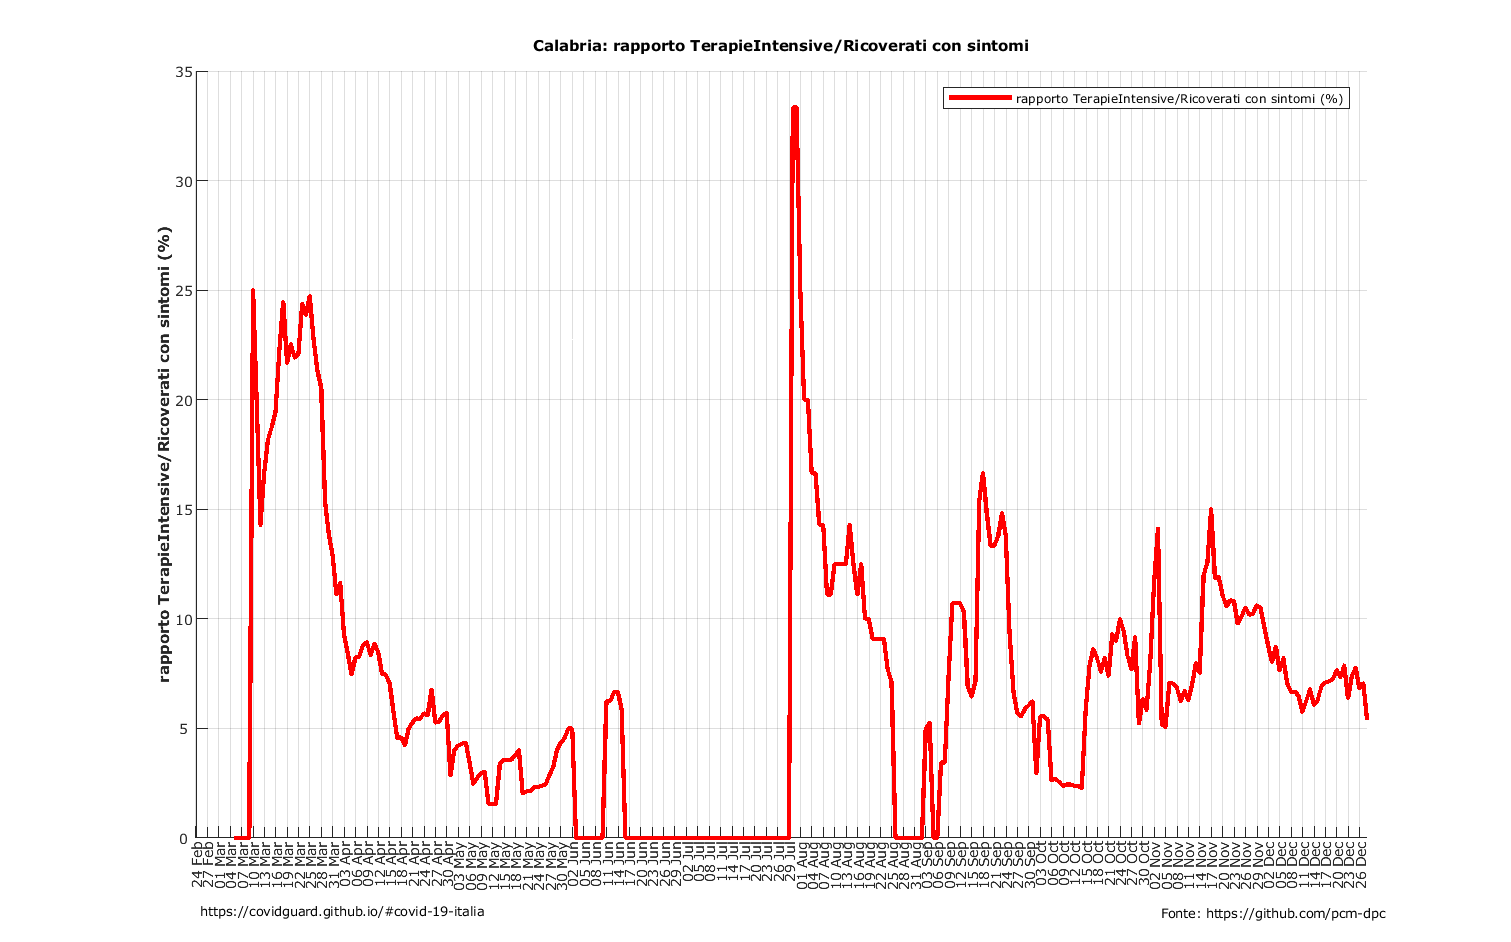 Calabria: rapporto TerapieIntensive/Ricoverati con sintomi
rapporto TerapieIntensive/Ricoverati con sintomi (%)
rapporto TerapieIntensive/Ricoverati con sintomi (%)
35
30
25
20
15
10
5
0
24 Feb
27 Feb
01 Mar
04 Mar
07 Mar
10 Mar
13 Mar
16 Mar
19 Mar
22 Mar
25 Mar
28 Mar
31 Mar
03 Apr
06 Apr
09 Apr
12 Apr
15 Apr
18 Apr
21 Apr
24 Apr
27 Apr
30 Apr
03 May
06 May
09 May
12 May
15 May
18 May
21 May
24 May
27 May
30 May
02 Jun
05 Jun
08 Jun
11 Jun
14 Jun
17 Jun
20 Jun
23 Jun
26 Jun
29 Jun
02 Jul
05 Jul
08 Jul
11 Jul
14 Jul
17 Jul
20 Jul
23 Jul
26 Jul
29 Jul
01 Aug
04 Aug
07 Aug
10 Aug
13 Aug
16 Aug
19 Aug
22 Aug
25 Aug
28 Aug
31 Aug
03 Sep
06 Sep
09 Sep
12 Sep
15 Sep
18 Sep
21 Sep
24 Sep
27 Sep
30 Sep
03 Oct
06 Oct
09 Oct
12 Oct
15 Oct
18 Oct
21 Oct
24 Oct
27 Oct
30 Oct
02 Nov
05 Nov
08 Nov
11 Nov
14 Nov
17 Nov
20 Nov
23 Nov
26 Nov
29 Nov
02 Dec
05 Dec
08 Dec
11 Dec
14 Dec
17 Dec
20 Dec
23 Dec
26 Dec
https://covidguard.github.io/#covid-19-italia
Fonte: https://github.com/pcm-dpc